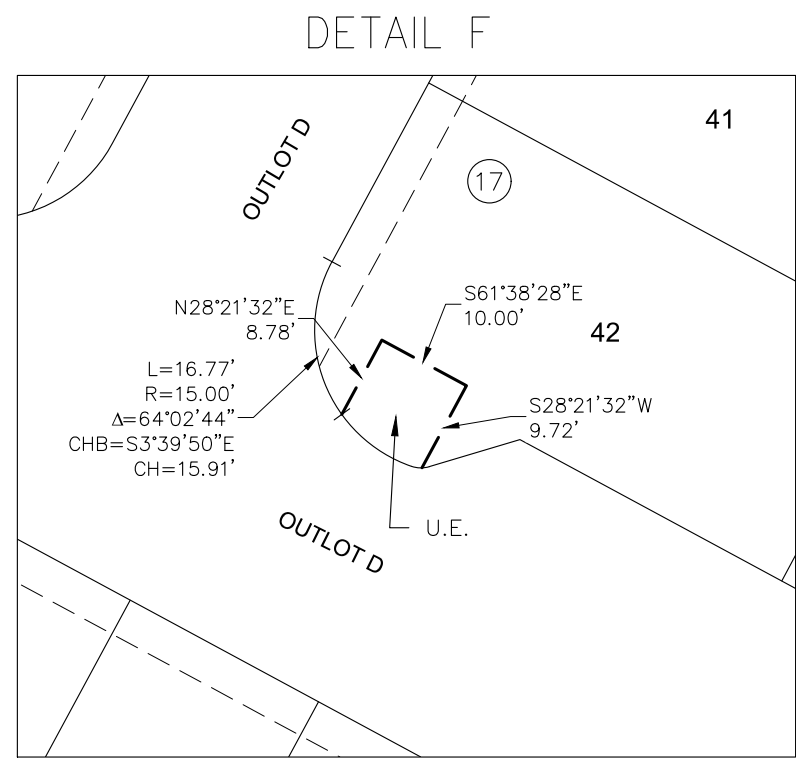 DETAIL F
41
OUTLOT D
17
N28°21'32"E
8.78'
S61°38'28"E
10.00'
42
L=16.77'
R=15.00'
Δ=64°02'44"
CHB=S3°39'50"E
CH=15.91'
S28°21'32"W
9.72'
OUTLOT D
U.E.